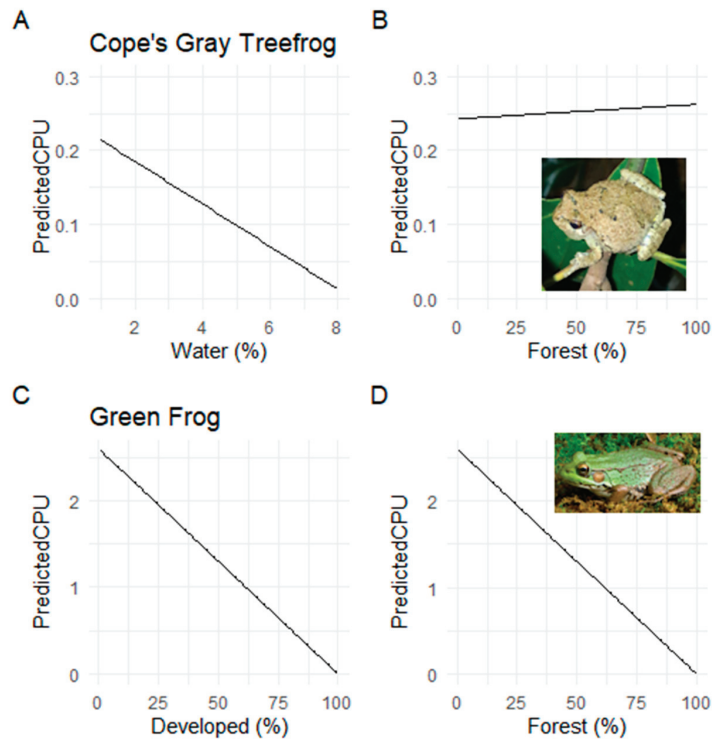 A
Cope's Gray Treefrog
PredictedCPU
0.3
0.2
0.1
0.0
2 4 6 8
Water (%)
B
PredictedCPU
0.3
0.2
0.1
0.0
0 25 50 75 100
Forest (%)
C
Green Frog
PredictedCPU
2
1
0
0 25 50 75 100
Developed (%)
D
PredictedCPU
2
1
0
0 25 50 75 100
Forest (%)